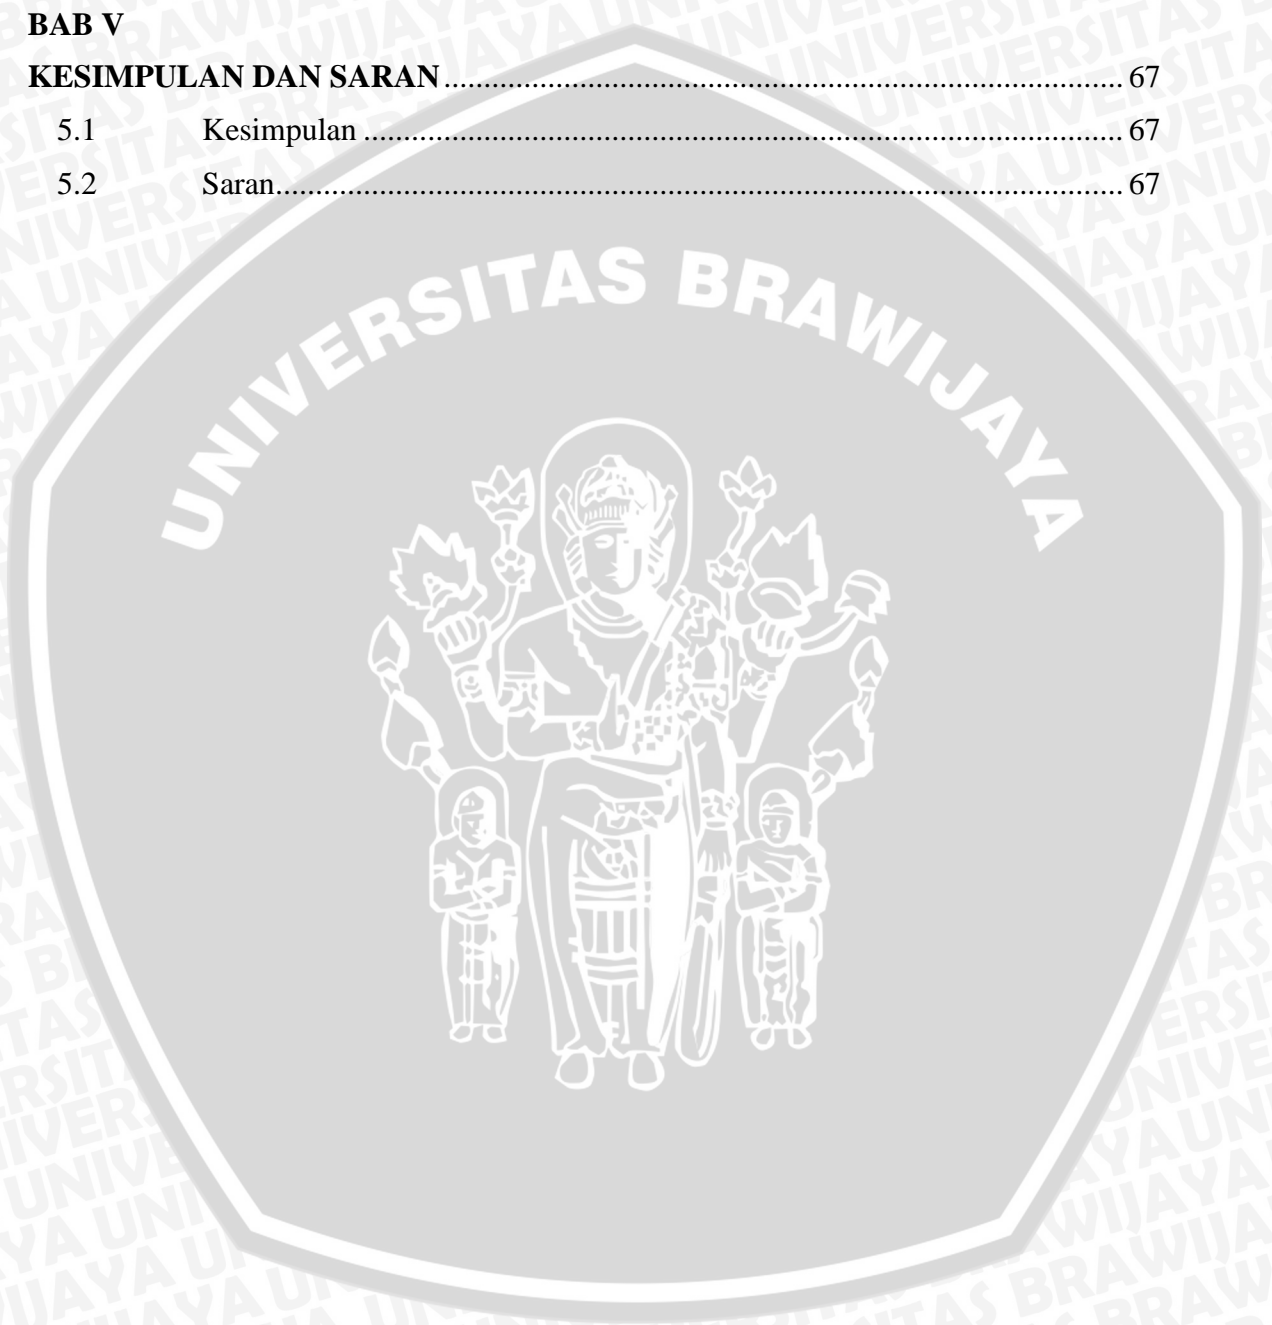 BAB V
KESIMPULAN DAN SARAN ........................................................................................ 67
5.1 Kesimpulan ................................................................................................ 67
5.2 Saran........................................................................................................... 67
UNIVERSITAS BRAWIJAYA